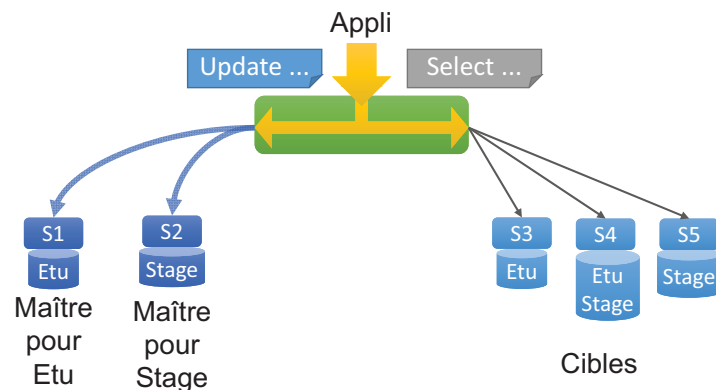 Appli
Update ...
Select ...
S1
Etu
Maître
pour
Etu
S2
Stage
Maître
pour
Stage
S3
Etu
S4
Etu
Stage
S5
Stage
Cibles